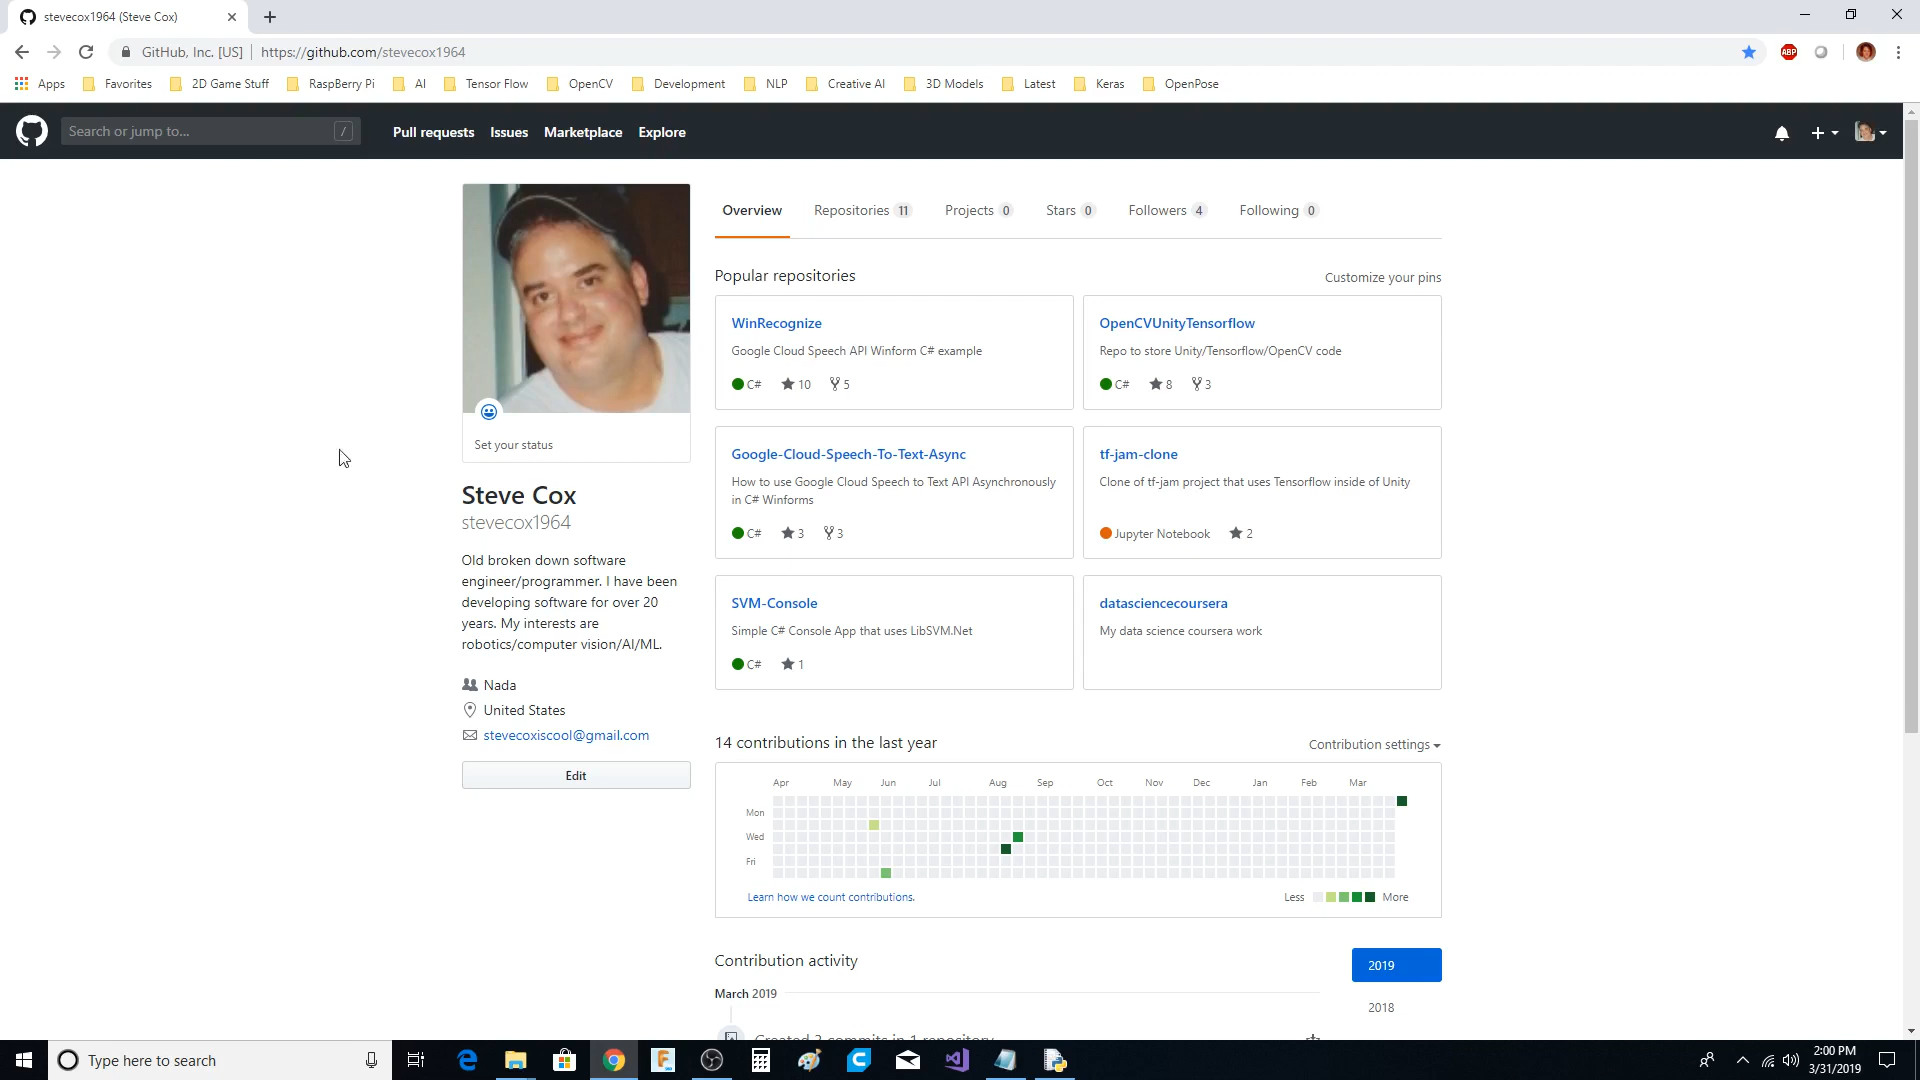 stevecox1964 (Steve Cox)
GitHub, Inc. [US] | https://github.com/stevecox1964
ABP
Apps Favorites 2D Game Stuff RaspBerry Pi AI Tensor Flow OpenCV Development NLP Creative AI 3D Models Latest Keras OpenPose
Search or jump to... / Pull requests Issues Marketplace Explore
Overview Repositories 11 Projects 0 Stars 0 Followers 4 Following 0
Popular repositories Customize your pins
WinRecognize
Google Cloud Speech API Winform C# example
C# 10 5
OpenCVUnityTensorflow
Repo to store Unity/Tensorflow/OpenCV code
C# 8 3
Google-Cloud-Speech-To-Text-Async
How to use Google Cloud Speech to Text API Asynchronously
in C# Winforms
C# 3 3
tf-jam-clone
Clone of tf-jam project that uses Tensorflow inside of Unity
Jupyter Notebook 2
SVM-Console
Simple C# Console App that uses LibSVM.Net
C# 1
datasciencecoursera
My data science coursera work
Set your status
Steve Cox
stevecox1964
Old broken down software
engineer/programmer. I have been
developing software for over 20
years. My interests are
robotics/computer vision/AI/ML.
Nada
United States
stevecoxiscool@gmail.com
Edit
14 contributions in the last year Contribution settings
Apr May Jun Jul Aug Sep Oct Nov Dec Jan Feb Mar
Mon
Wed
Fri
Learn how we count contributions. Less More
Contribution activity 2019
March 2019
2018
Created 3 commits in 1 repository
Type here to search
2:00 PM
3/31/2019